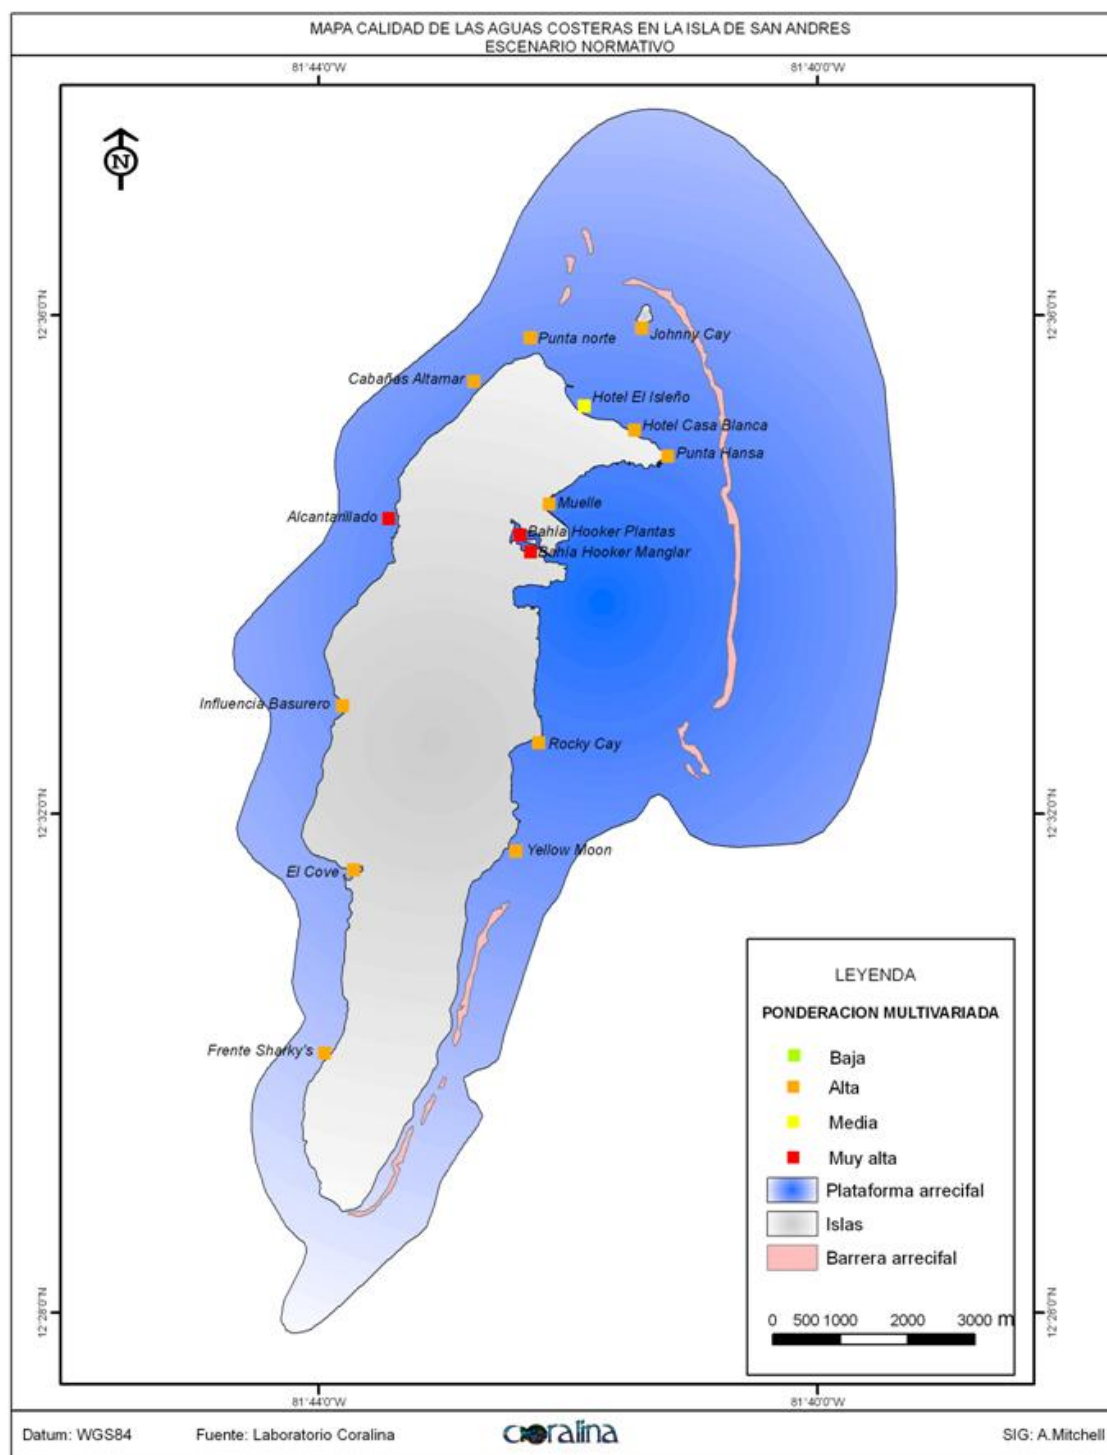 MAPA CALIDAD DE LAS AGUAS COSTERAS EN LA ISLA DE SAN ANDRES
ESCENARIO NORMATIVO
81°44'0"W
81°40'0"W
N
12°36'0"N
12°36'0"N
Punta norte
Johnny Cay
Cabañas Altamar
Hotel El Isleño
Hotel Casa Blanca
Punta Hansa
Muelle
Alcantarillado
Bahía Hooker Plantas
Bahía Hooker Manglar
Influencia Basurero
Rocky Cay
12°32'0"N
12°32'0"N
Yellow Moon
El Cove
Frente Sharky's
LEYENDA
PONDERACION MULTIVARIADA
Baja
Alta
Media
Muy alta
Plataforma arrecifal
Islas
Barrera arrecifal
0 500 1000 2000 3000 m
12°28'0"N
12°28'0"N
81°44'0"W
81°40'0"W
Datum: WGS84
Fuente: Laboratorio Coralina
coralina
SIG: A.Mitchell